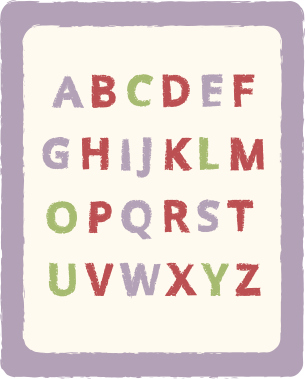 ABCDEF
GHIJKLM
OPQRST
UVWXYZ